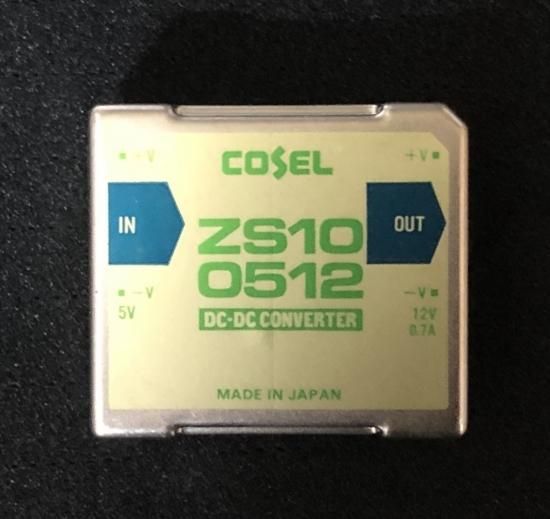 +V
COSEL
+V
IN
OUT
ZS10
0512
-V
-V
5V
DC-DC CONVERTER
12V
0.7A
MADE IN JAPAN